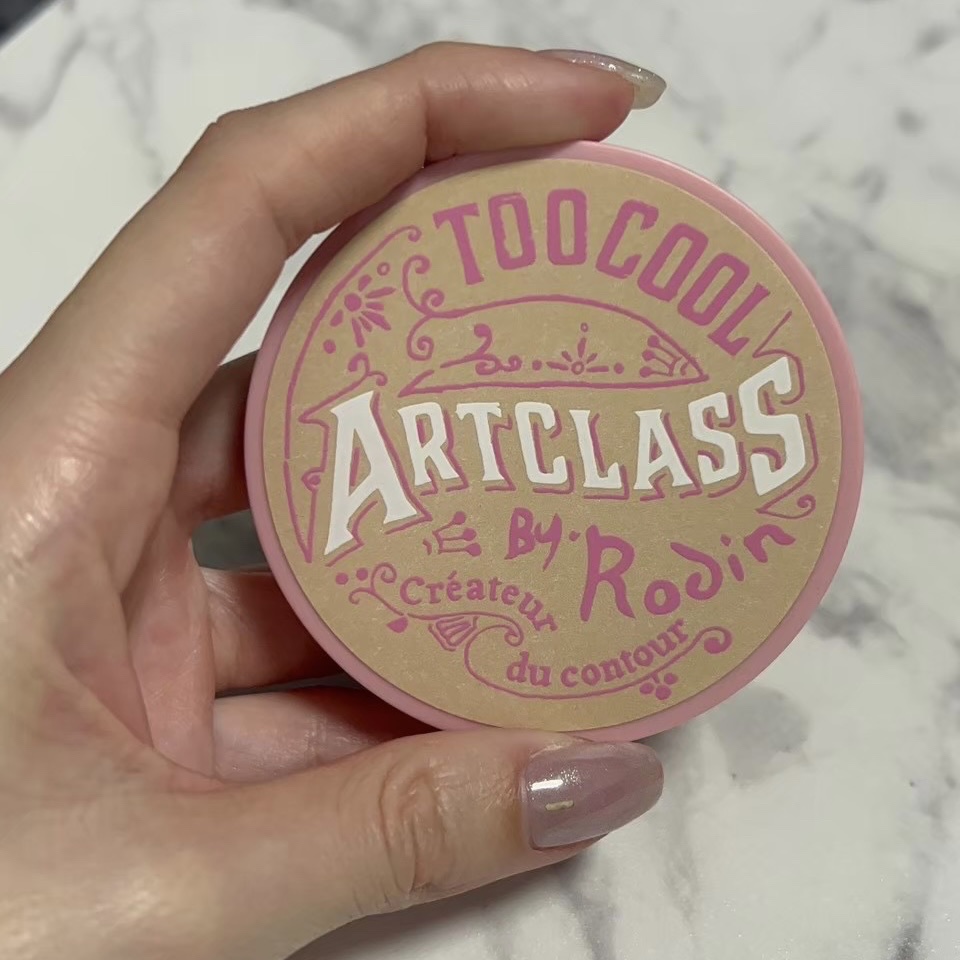 TOO COOL
ARTCLASS
By. Rodin
Créateur
du contour